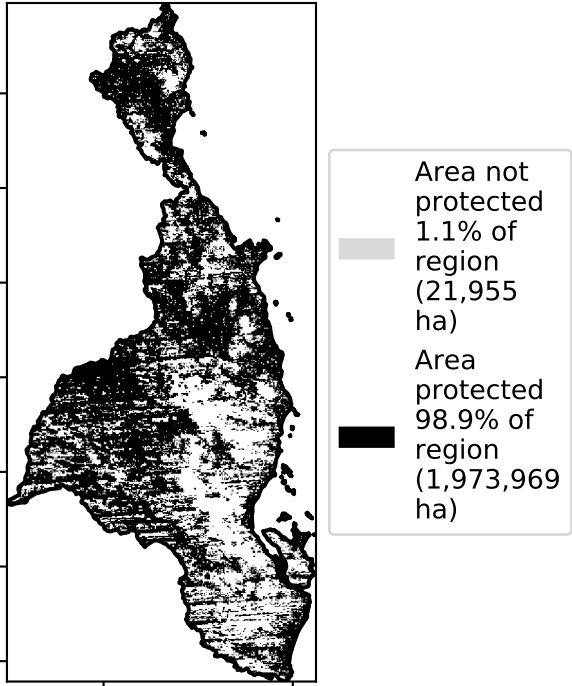 Area not
protected
1.1% of
region
(21,955
ha)
Area
protected
98.9% of
region
(1,973,969
ha)